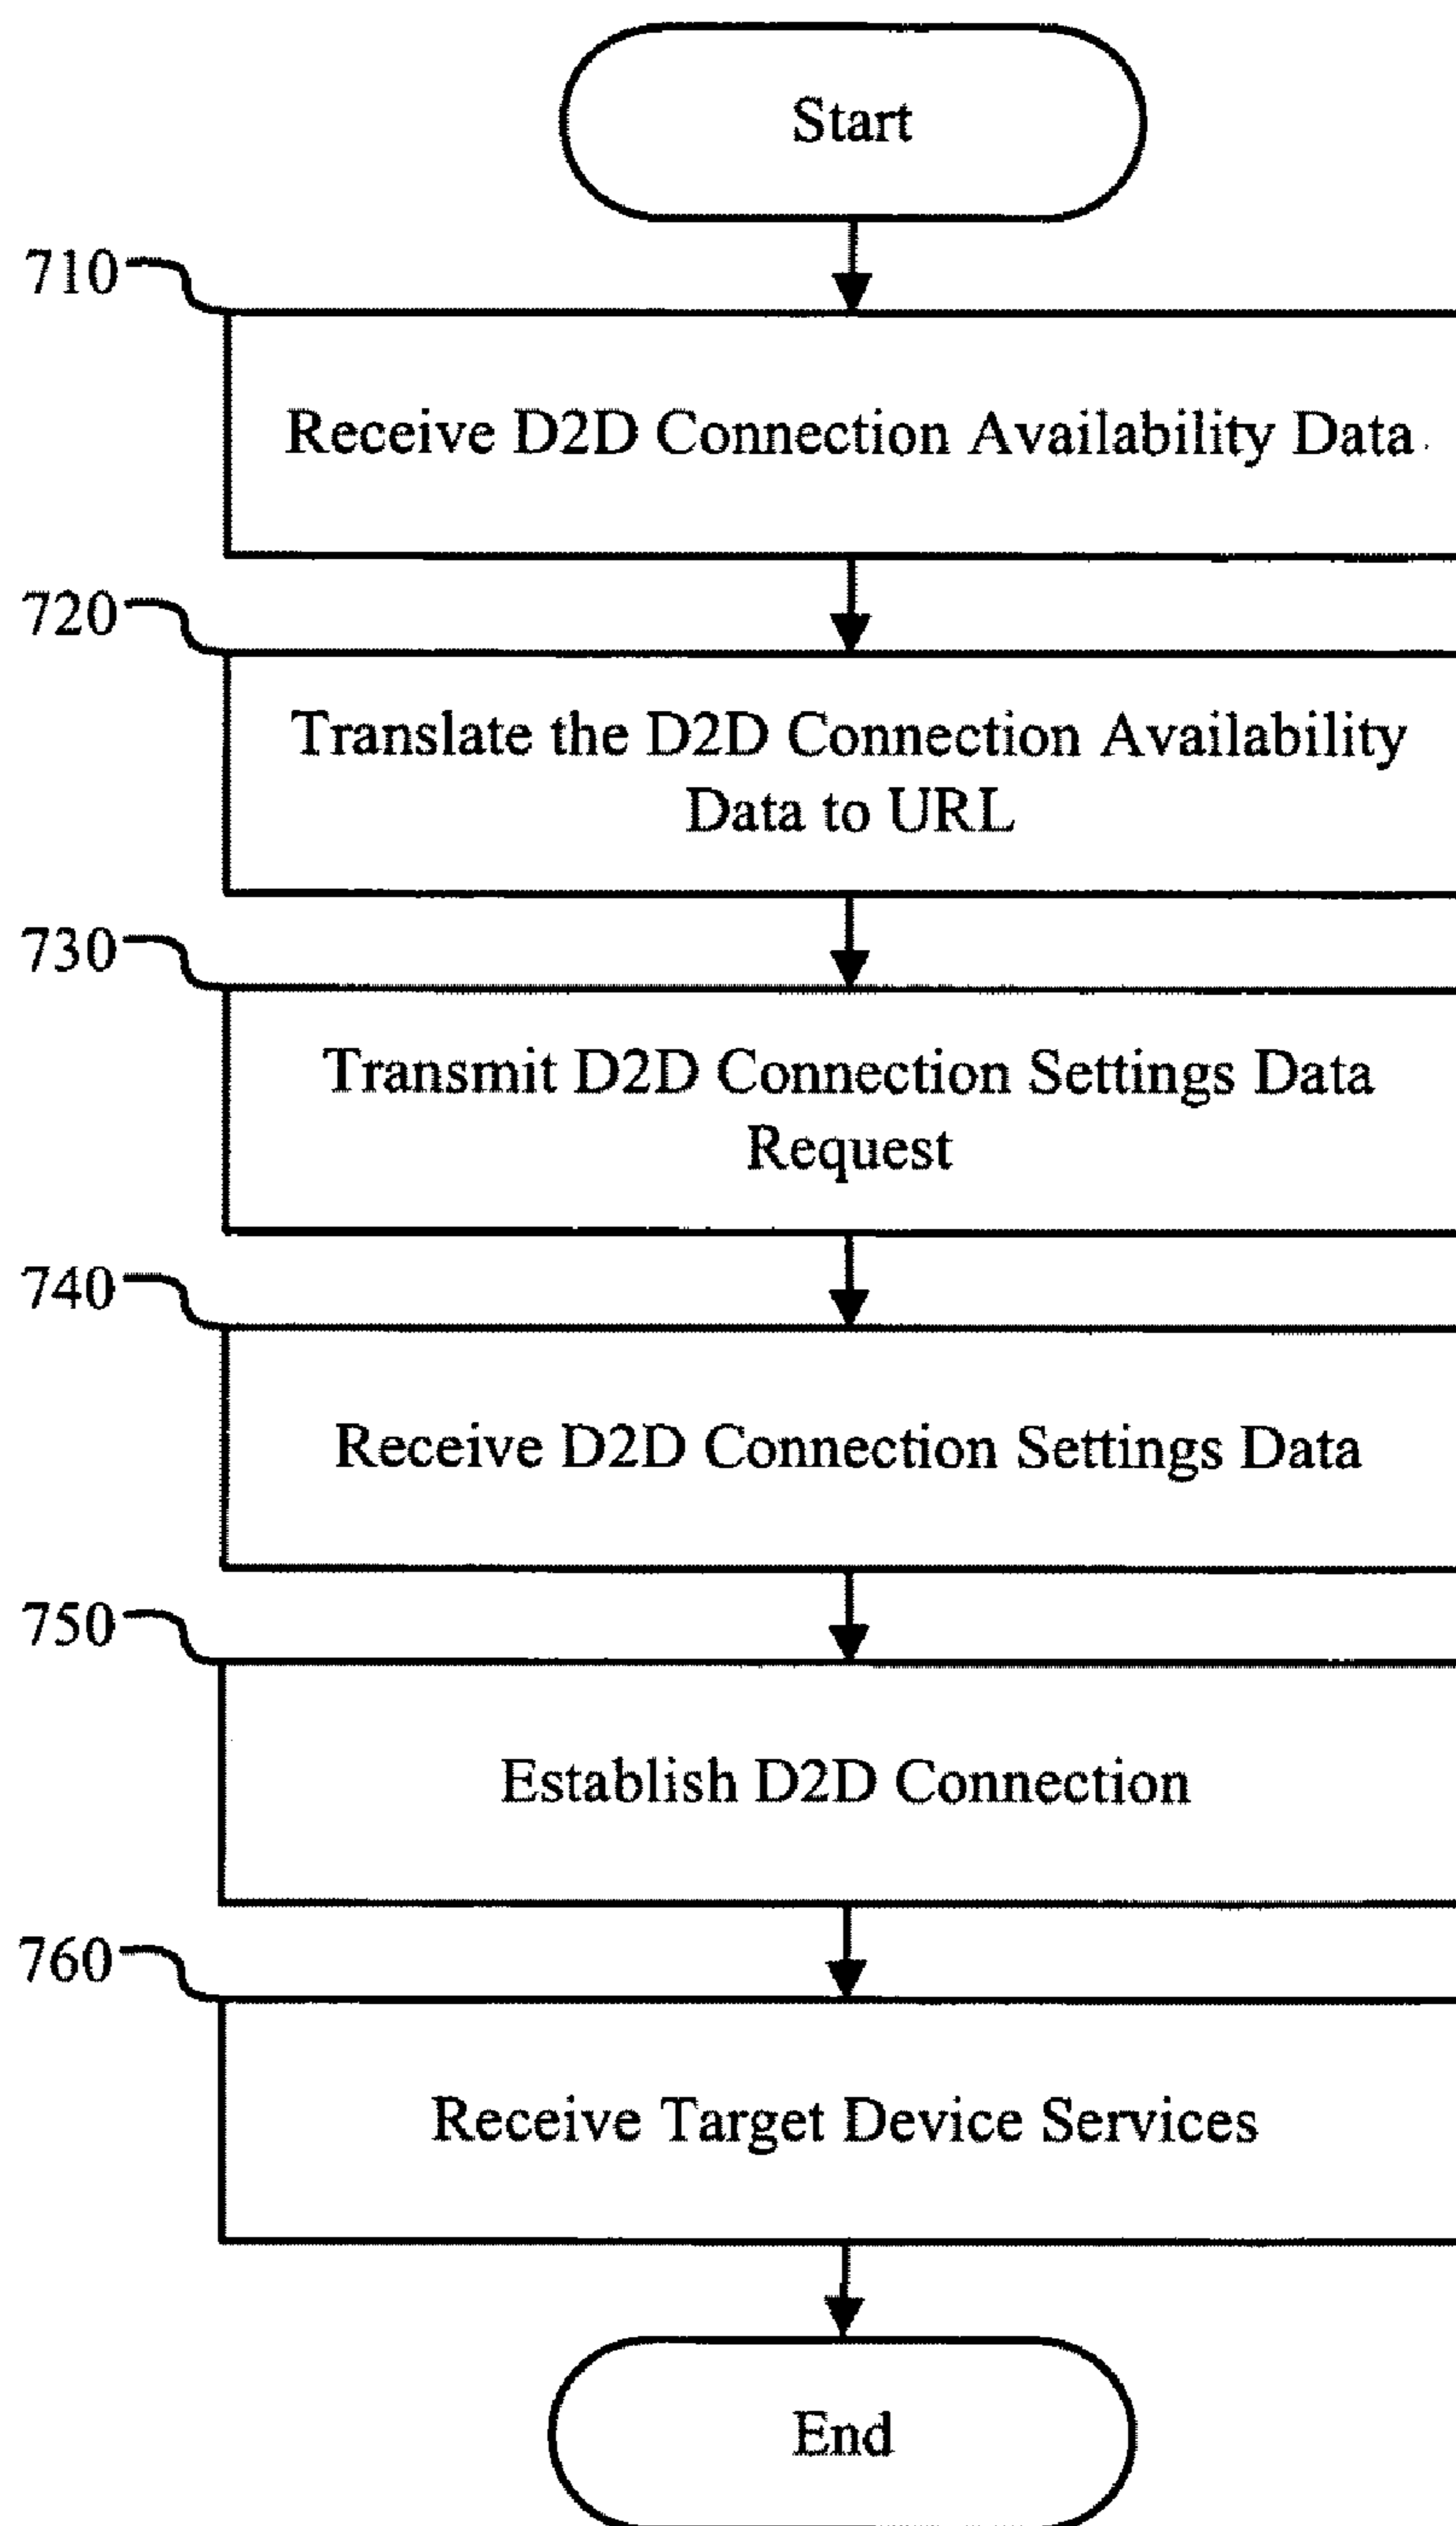 Start
710
Receive D2D Connection Availability Data
720
Translate the D2D Connection Availability
Data to URL
730
Transmit D2D Connection Settings Data
Request
740
Receive D2D Connection Settings Data
750
Establish D2D Connection
760
Receive Target Device Services
End